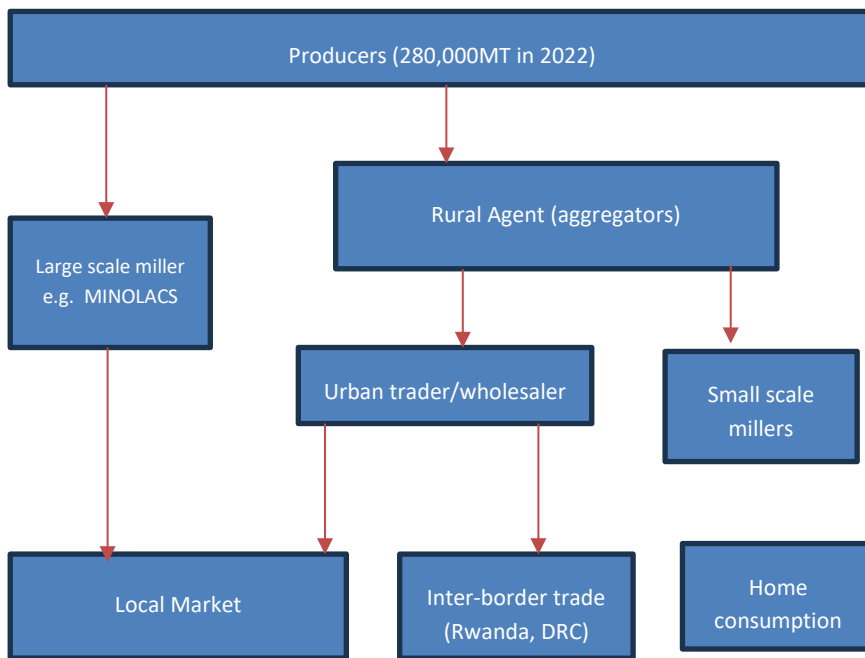 Producers (280,000MT in 2022)
Rural Agent (aggregators)
Large scale miller
e.g. MINOLACS
Urban trader/wholesaler
Small scale
millers
Local Market
Inter-border trade
(Rwanda, DRC)
Home
consumption